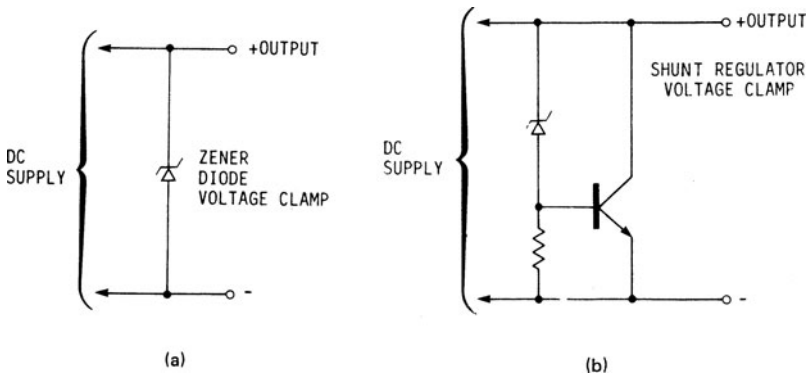 +OUTPUT
DC
SUPPLY
ZENER
DIODE
VOLTAGE CLAMP
-
(a)
+OUTPUT
SHUNT REGULATOR
VOLTAGE CLAMP
DC
SUPPLY
-
(b)